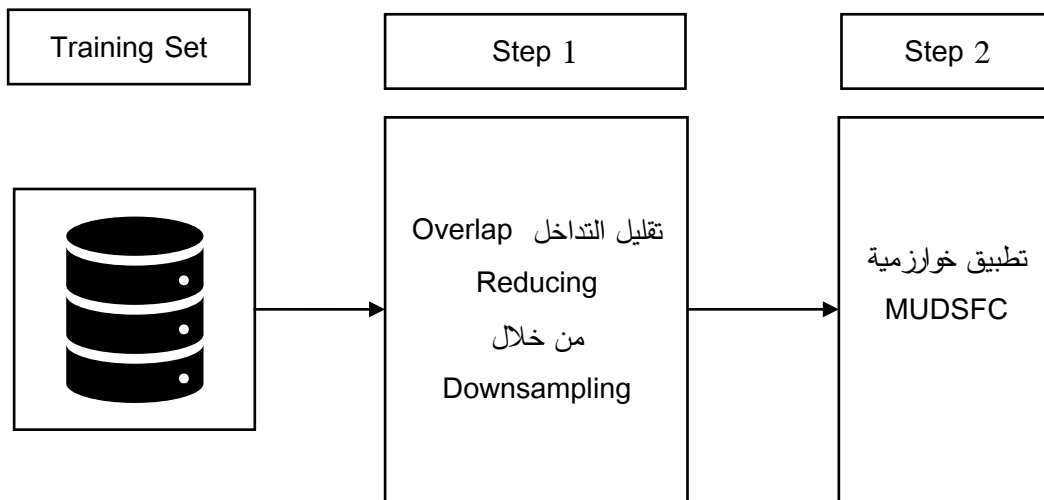 Training Set
Step 1
Step 2
تقليل التداخل Overlap
Reducing
من خلال
Downsampling
تطبيق خوارزمية
MUDSFC